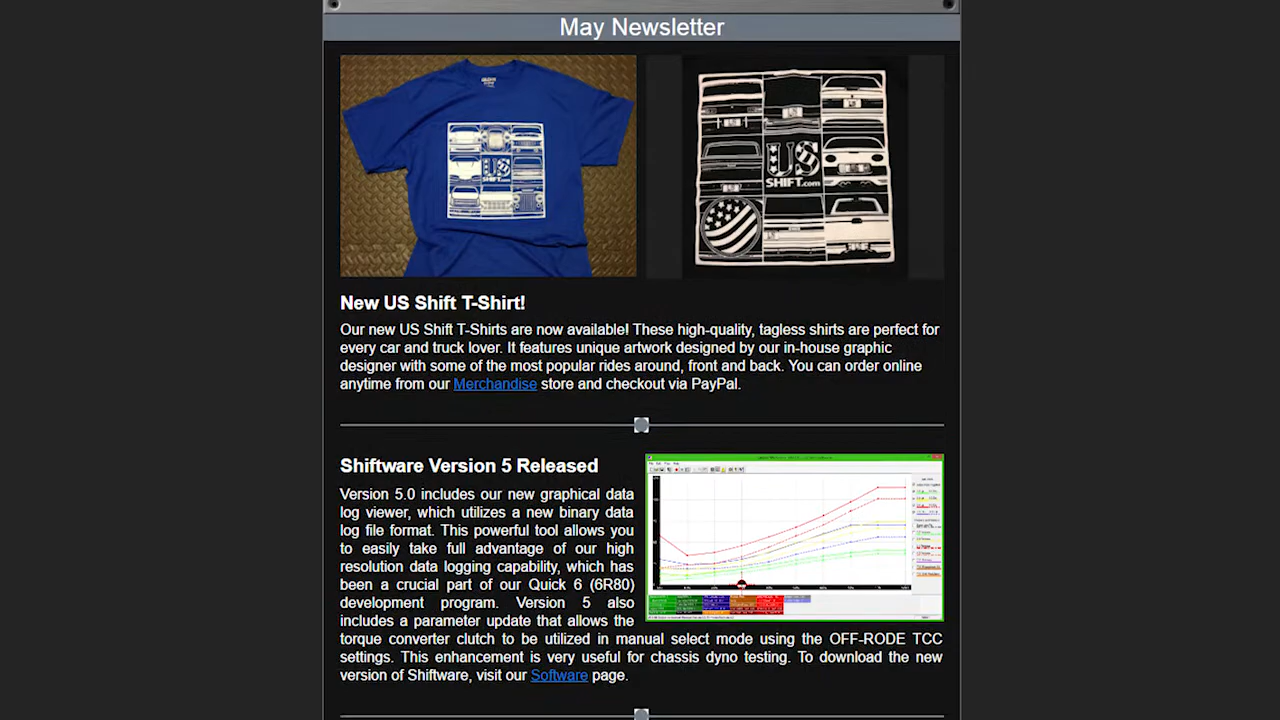 May Newsletter
US
SHIFT
US
SHIFT.com
New US Shift T-Shirt!
Our new US Shift T-Shirts are now available! These high-quality, tagless shirts are perfect for
every car and truck lover. It features unique artwork designed by our in-house graphic
designer with some of the most popular rides around, front and back. You can order online
anytime from our Merchandise store and checkout via PayPal.
Shiftware Version 5 Released
Version 5.0 includes our new graphical data
log viewer, which utilizes a new binary data
log file format. This powerful tool allows you
to easily take full advantage of our high
resolution data logging capability, which has
been a crucial part of our Quick 6 (6R80)
development program. Version 5 also
includes a parameter update that allows the
torque converter clutch to be utilized in manual select mode using the OFF-RODE TCC
settings. This enhancement is very useful for chassis dyno testing. To download the new
version of Shiftware, visit our Software page.